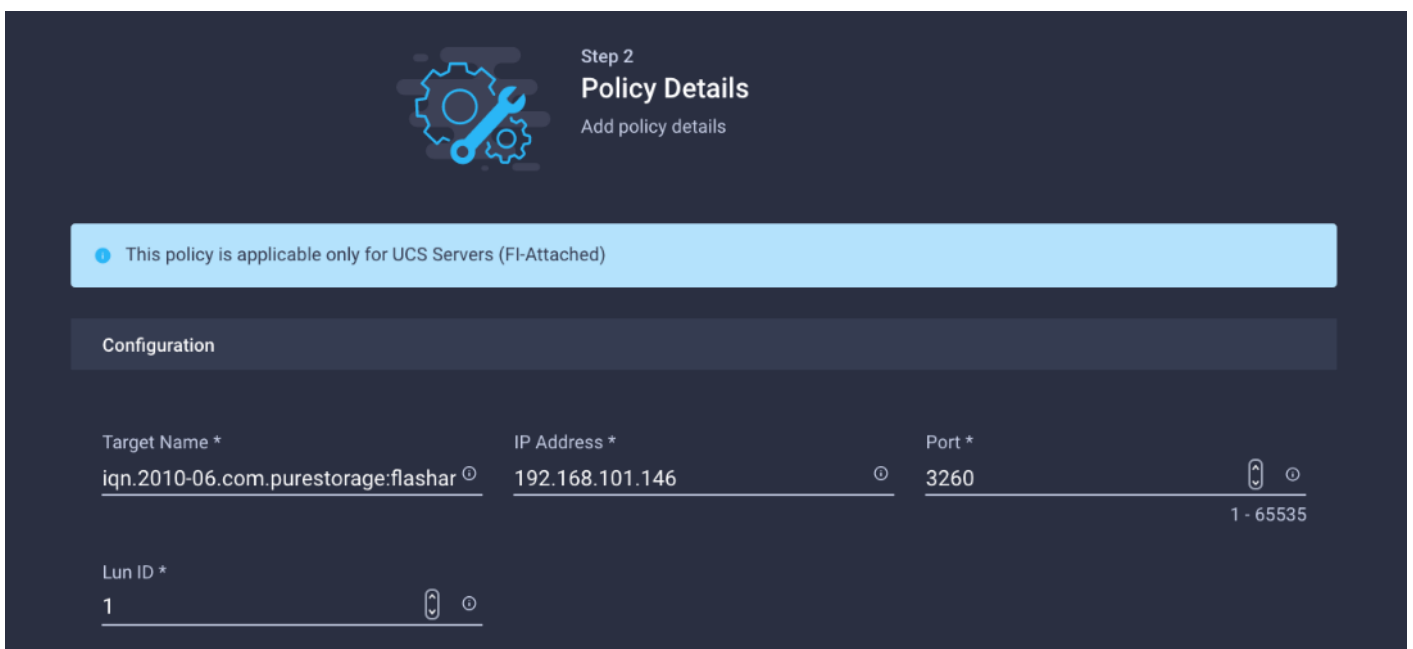 Step 2
Policy Details
Add policy details
This policy is applicable only for UCS Servers (FI-Attached)
Configuration
Target Name *
IP Address *
Port *
iqn.2010-06.com.purestorage:flashar
192.168.101.146
3260
1 - 65535
Lun ID *
1